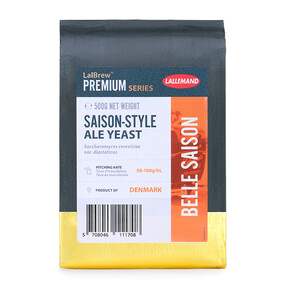 LalBrew™
PREMIUM SERIES
LALLEMAND
e 500G NET WEIGHT
SAISON-STYLE
ALE YEAST
Saccharomyces cerevisiae
var. diastaticus
PITCHING RATE
50-100g/hL
PRODUCT OF
DENMARK
BELLE SAISON
5 708046 111708